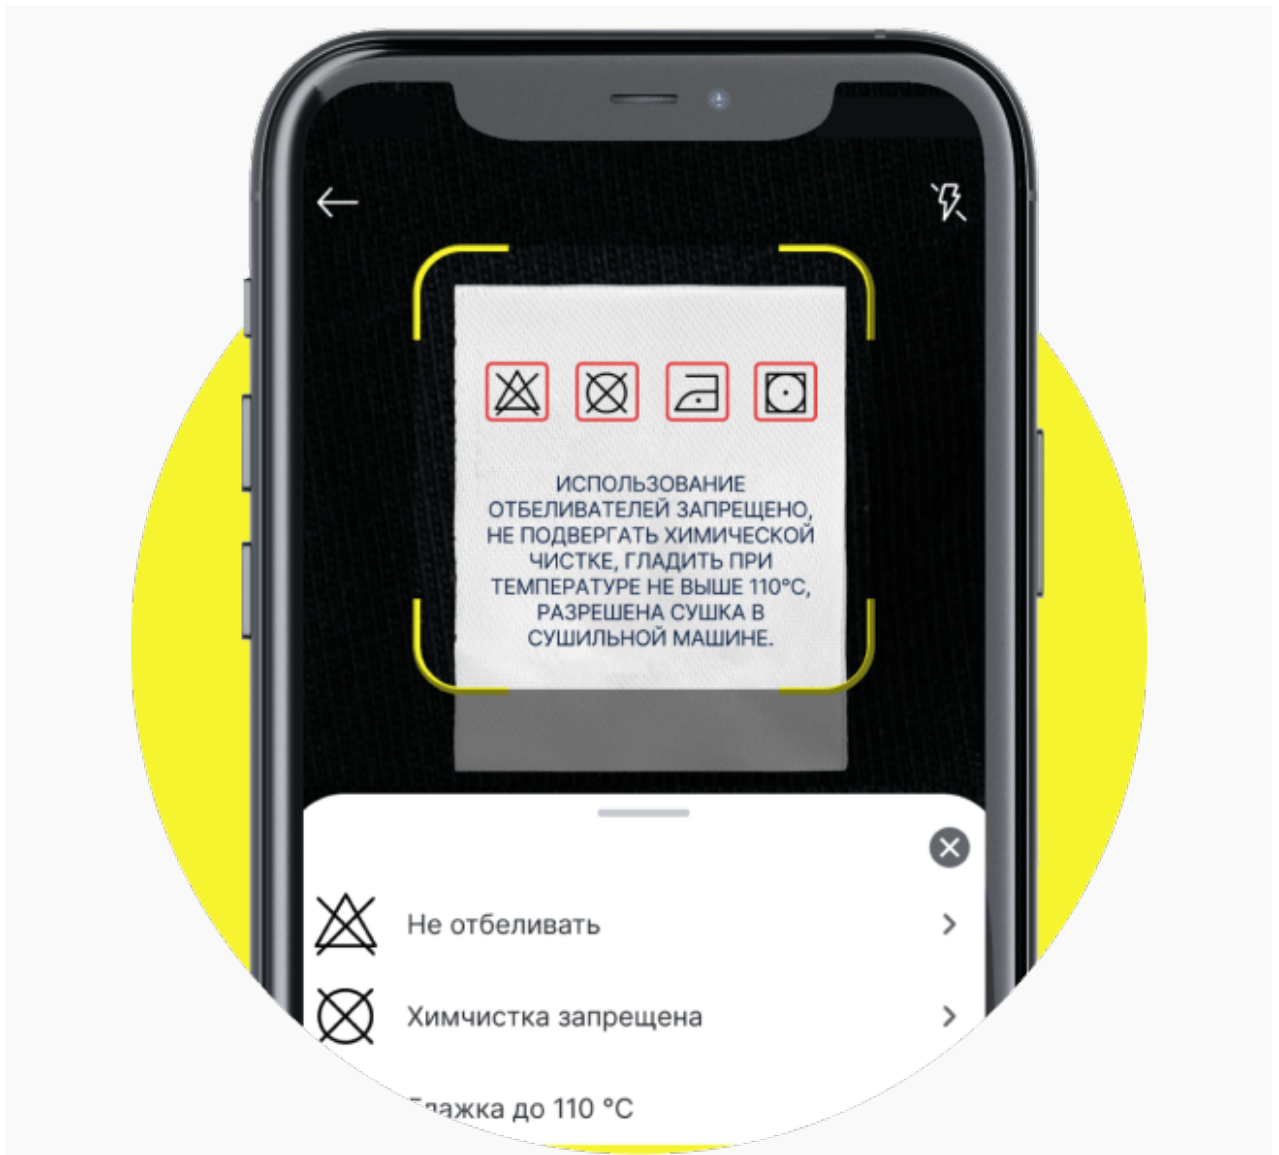 ИСПОЛЬЗОВАНИЕ
ОТБЕЛИВАТЕЛЕЙ ЗАПРЕЩЕНО,
НЕ ПОДВЕРГАТЬ ХИМИЧЕСКОЙ
ЧИСТКЕ, ГЛАДИТЬ ПРИ
ТЕМПЕРАТУРЕ НЕ ВЫШЕ 110°С,
РАЗРЕШЕНА СУШКА В
СУШИЛЬНОЙ МАШИНЕ.
Не отбеливать
Химчистка запрещена
Глажка до 110 °C